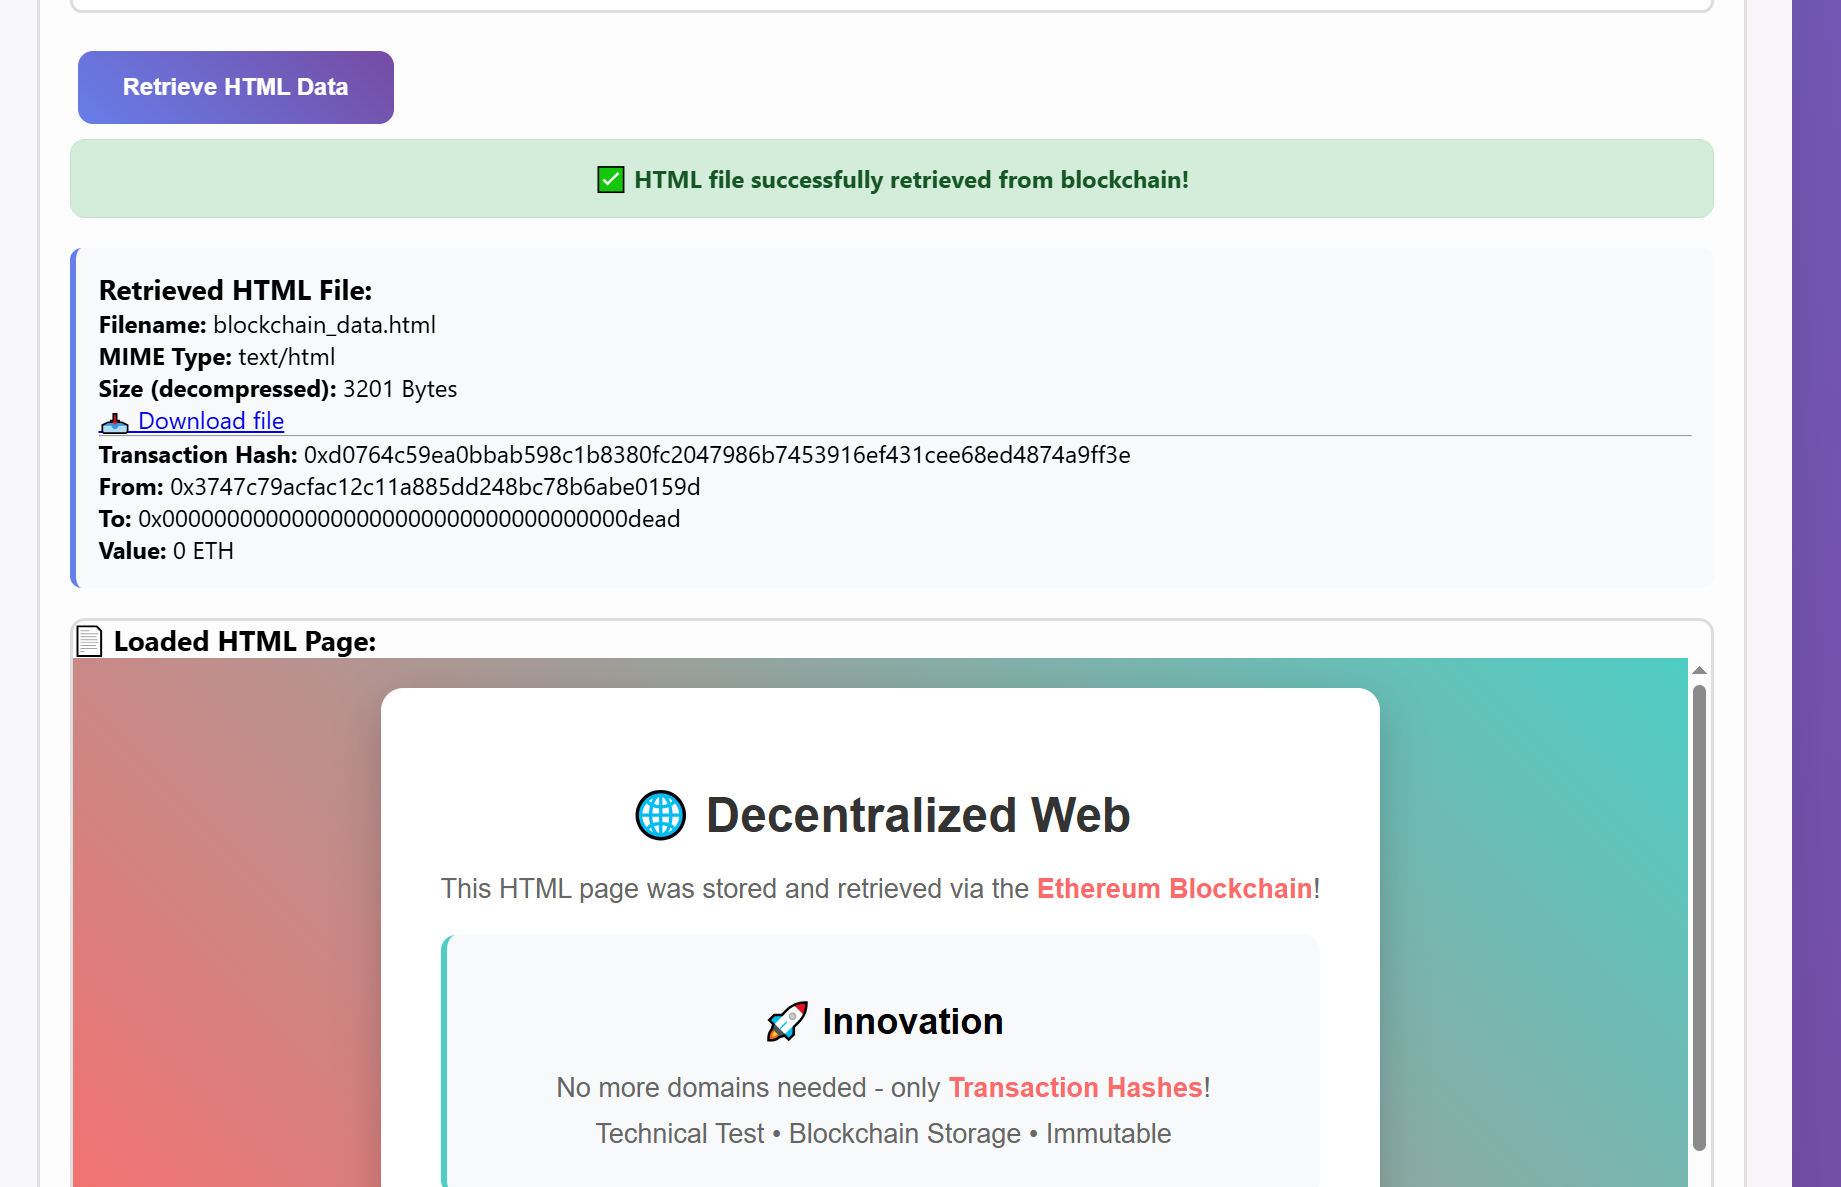 Retrieve HTML Data
✅ HTML file successfully retrieved from blockchain!
Retrieved HTML File:
Filename: blockchain_data.html
MIME Type: text/html
Size (decompressed): 3201 Bytes
📥 Download file
Transaction Hash: 0xd0764c59ea0bbab598c1b8380fc2047986b7453916ef431cee68ed4874a9ff3e
From: 0x3747c79acfac12c11a885dd248bc78b6abe0159d
To: 0x000000000000000000000000000000000000dead
Value: 0 ETH
📄 Loaded HTML Page:
🌐 Decentralized Web
This HTML page was stored and retrieved via the Ethereum Blockchain!
🚀 Innovation
No more domains needed - only Transaction Hashes!
Technical Test • Blockchain Storage • Immutable